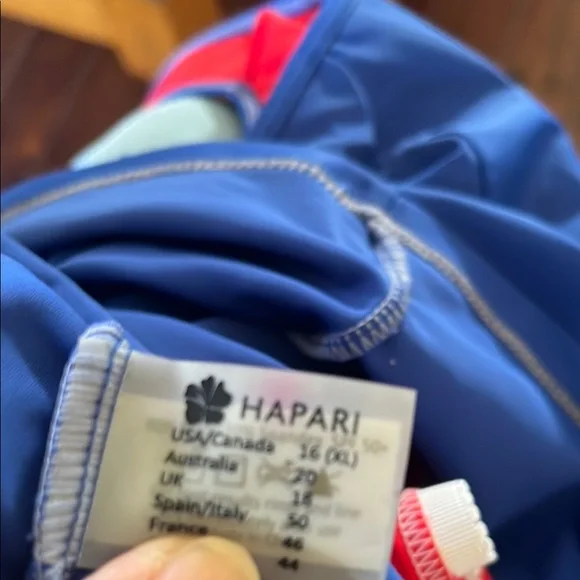 HAPARI
USA/Canada 16 (XL)
Australia 20
UK 18
Spain/Italy 50
France 46
44